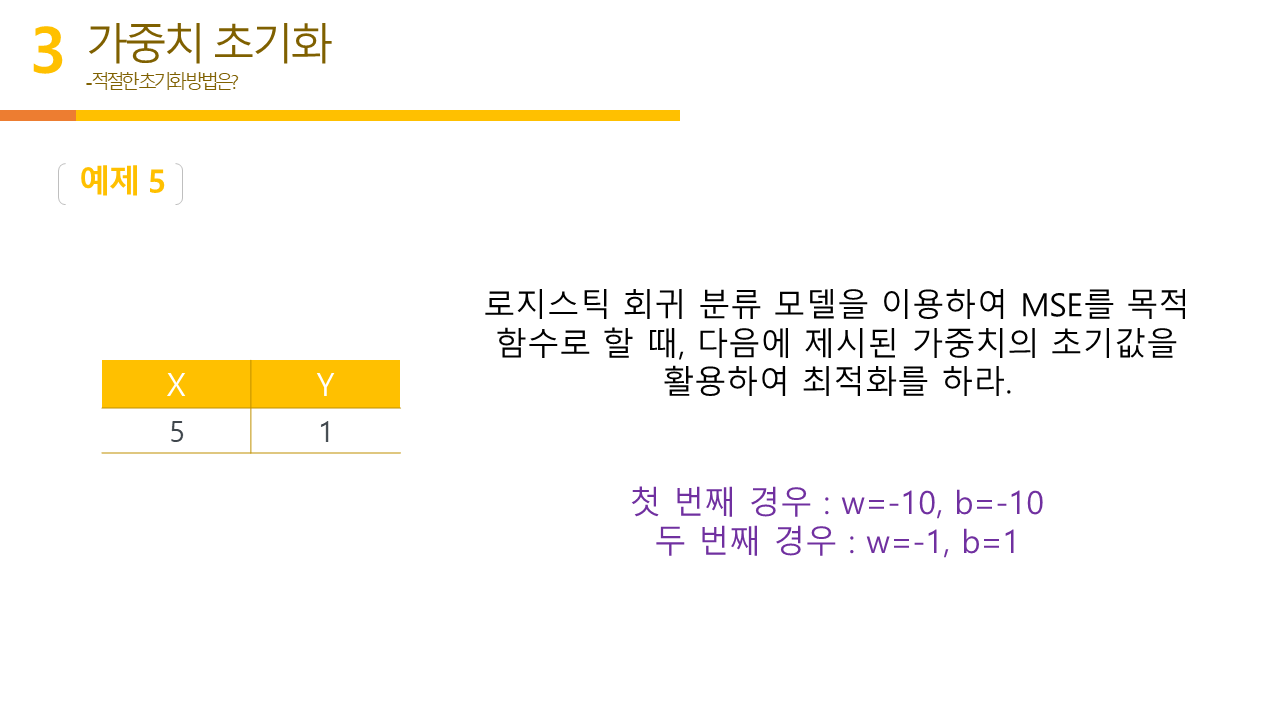 3 가중치 초기화
-적절한 초기화 방법은?
예제 5
로지스틱 회귀 분류 모델을 이용하여 MSE를 목적
함수로 할 때, 다음에 제시된 가중치의 초기값을
활용하여 최적화를 하라.
X Y
5 1
첫 번째 경우 : w=-10, b=-10
두 번째 경우 : w=-1, b=1